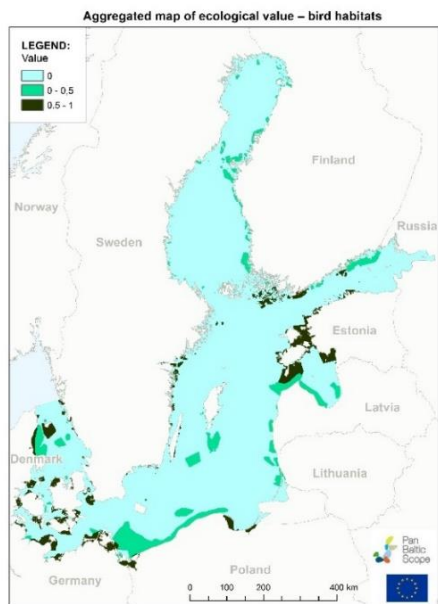 Aggregated map of ecological value – bird habitats
LEGEND:
Value
0
0 - 0,5
0.5 - 1
Finland
Norway
Sweden
Russia
Estonia
Latvia
Denmark
Lithuania
Pan
Baltic
Scope
Poland
Germany
0 100 200 400 km